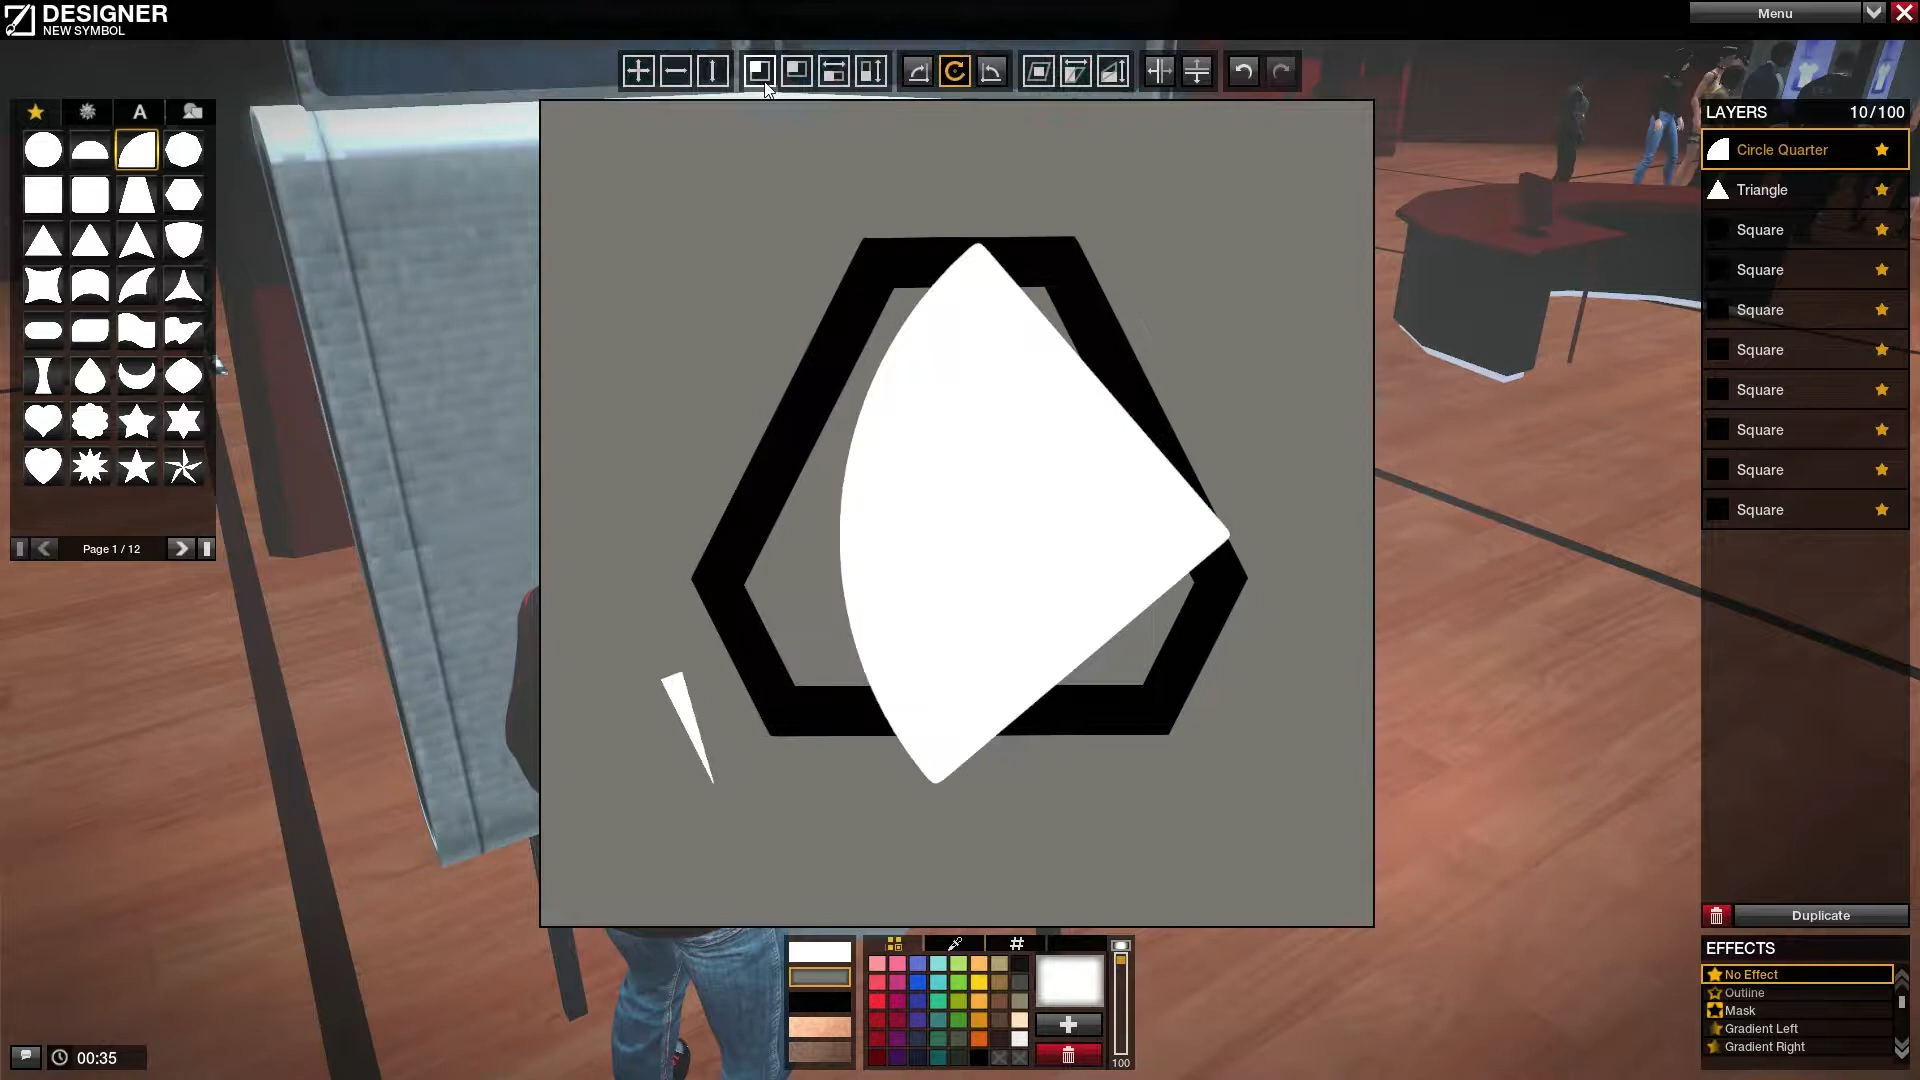 DESIGNER
NEW SYMBOL
Menu
A
LAYERS 10/100
Circle Quarter
Triangle
Square
Square
Square
Square
Square
Square
Square
Square
Page 1 / 12
Duplicate
EFFECTS
No Effect
Outline
Mask
Gradient Left
Gradient Right
#
100
00:35